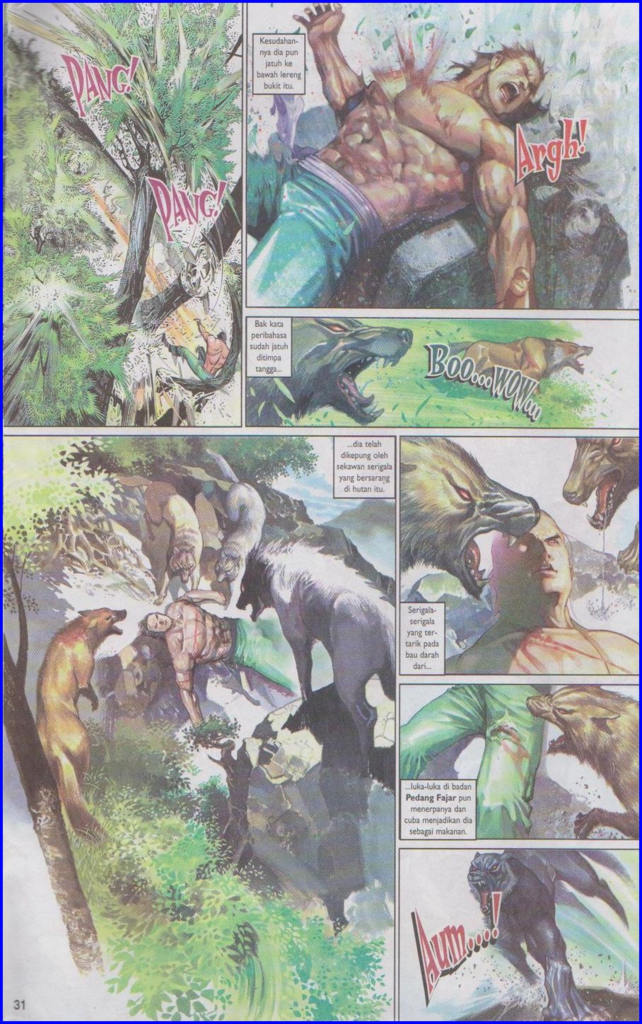 PANG!
PANG!
Kesudahan-
nya dia pun
jatuh ke
bawah lereng
bukit itu.
Argh!
Bak kata
peribahasa
sudah jatuh
ditimpa
tangga...
Boo...wow...
...dia telah
dikepung oleh
sekawan serigala
yang bersarang
di hutan itu.
Serigala-
serigala
yang ter-
tarik pada
bau darah
dari...
...luka-luka di badan
Pedang Fajar pun
menerpanya dan
cuba menjadikan dia
sebagai makanan.
Aum...!
31